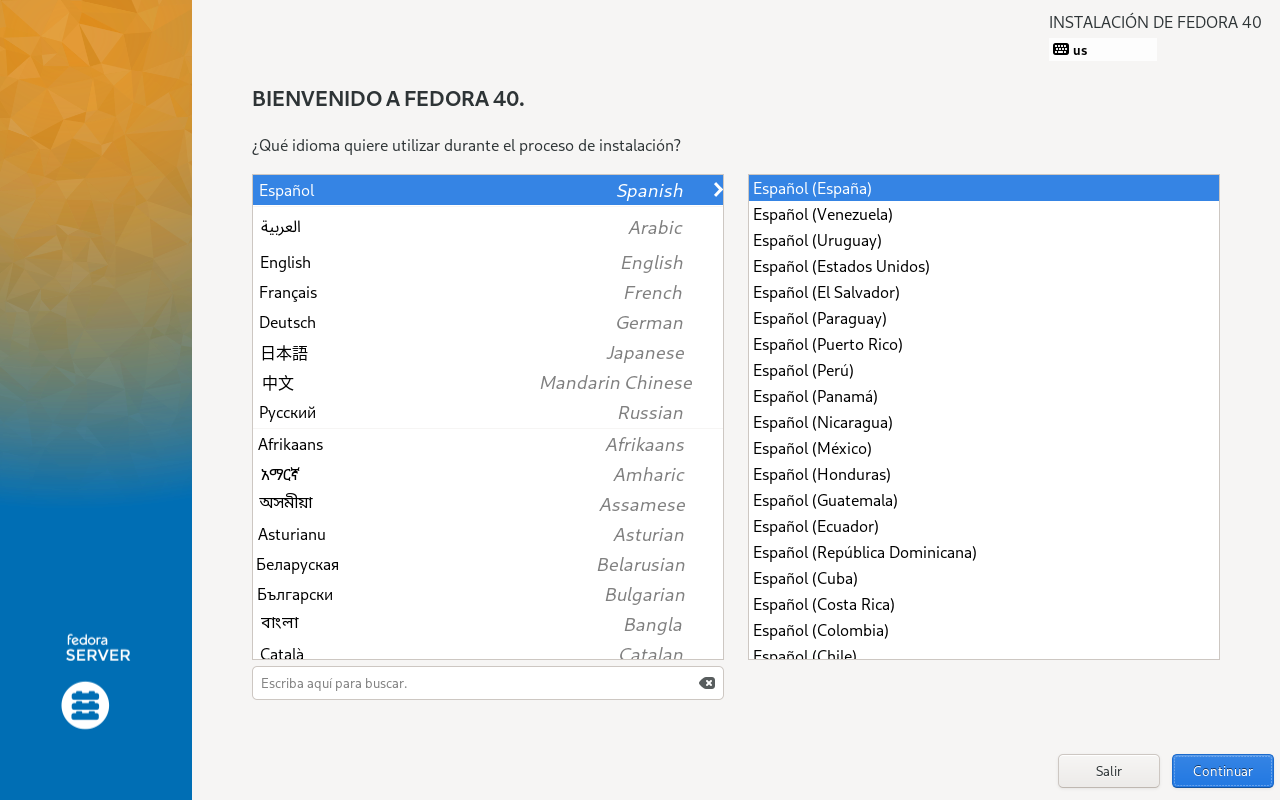 INSTALACIÓN DE FEDORA 40
us
BIENVENIDO A FEDORA 40.
¿Qué idioma quiere utilizar durante el proceso de instalación?
Español Spanish
العربية Arabic
English English
Français French
Deutsch German
日本語 Japanese
中文 Mandarin Chinese
Русский Russian
Afrikaans Afrikaans
አማርኛ Amharic
অসমীয়া Assamese
Asturianu Asturian
Беларуская Belarusian
Български Bulgarian
বাংলা Bangla
Català Catalan
Escriba aquí para buscar.
Español (España)
Español (Venezuela)
Español (Uruguay)
Español (Estados Unidos)
Español (El Salvador)
Español (Paraguay)
Español (Puerto Rico)
Español (Perú)
Español (Panamá)
Español (Nicaragua)
Español (México)
Español (Honduras)
Español (Guatemala)
Español (Ecuador)
Español (República Dominicana)
Español (Cuba)
Español (Costa Rica)
Español (Colombia)
Español (Chile)
fedora
SERVER
Salir
Continuar